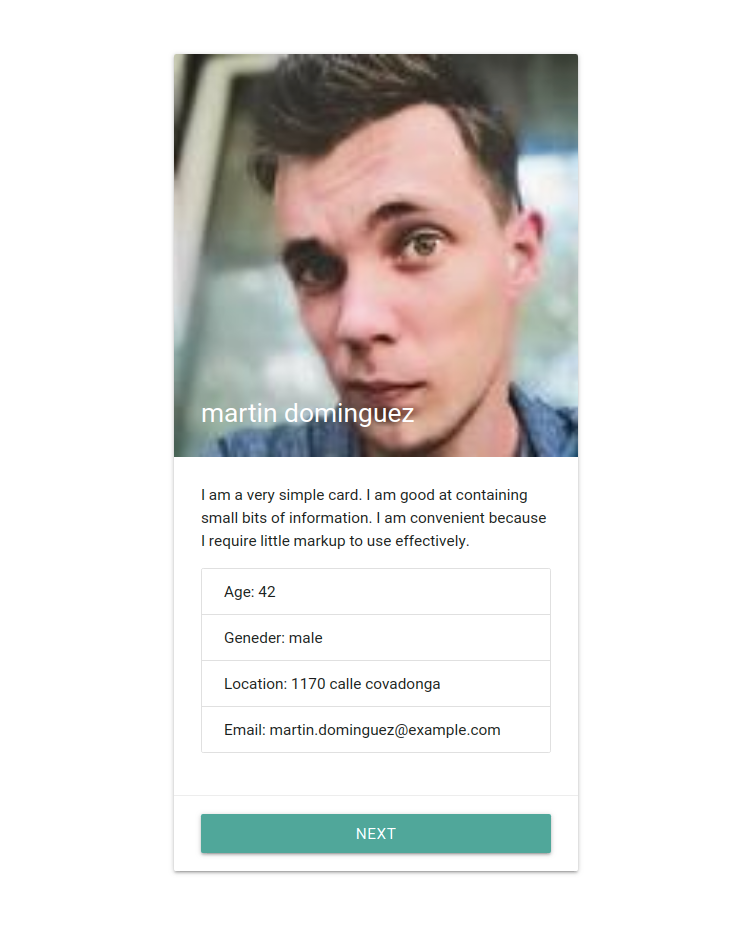 martin dominguez
I am a very simple card. I am good at containing
small bits of information. I am convenient because
I require little markup to use effectively.
Age: 42
Geneder: male
Location: 1170 calle covadonga
Email: martin.dominguez@example.com
NEXT